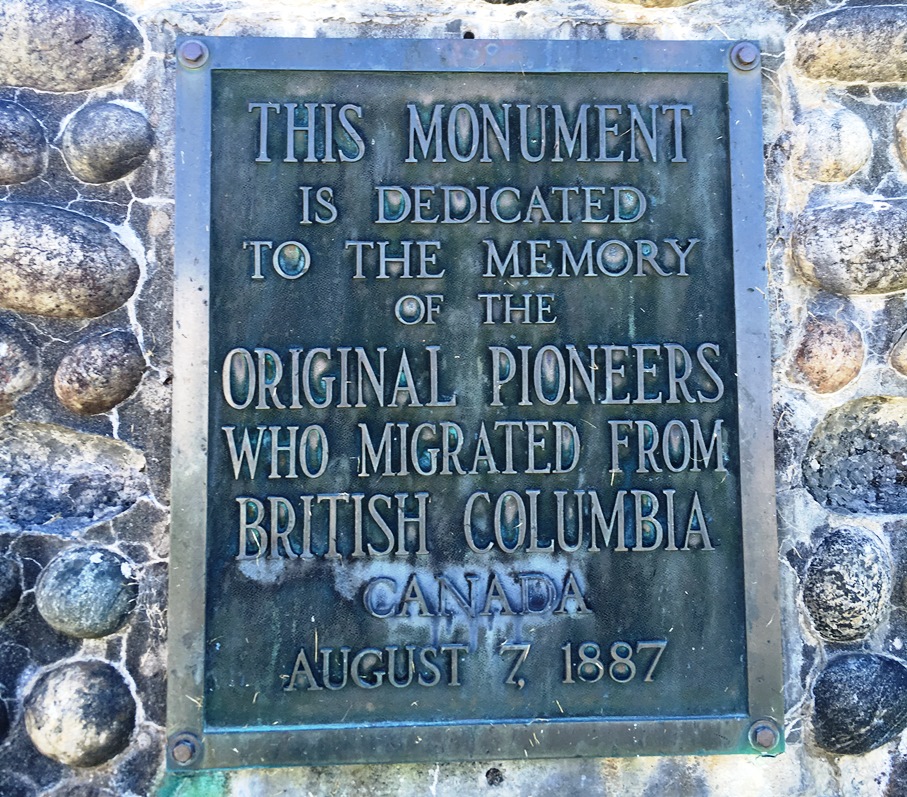 THIS MONUMENT
IS DEDICATED
TO THE MEMORY
OF THE
ORIGINAL PIONEERS
WHO MIGRATED FROM
BRITISH COLUMBIA
CANADA
AUGUST 7, 1887